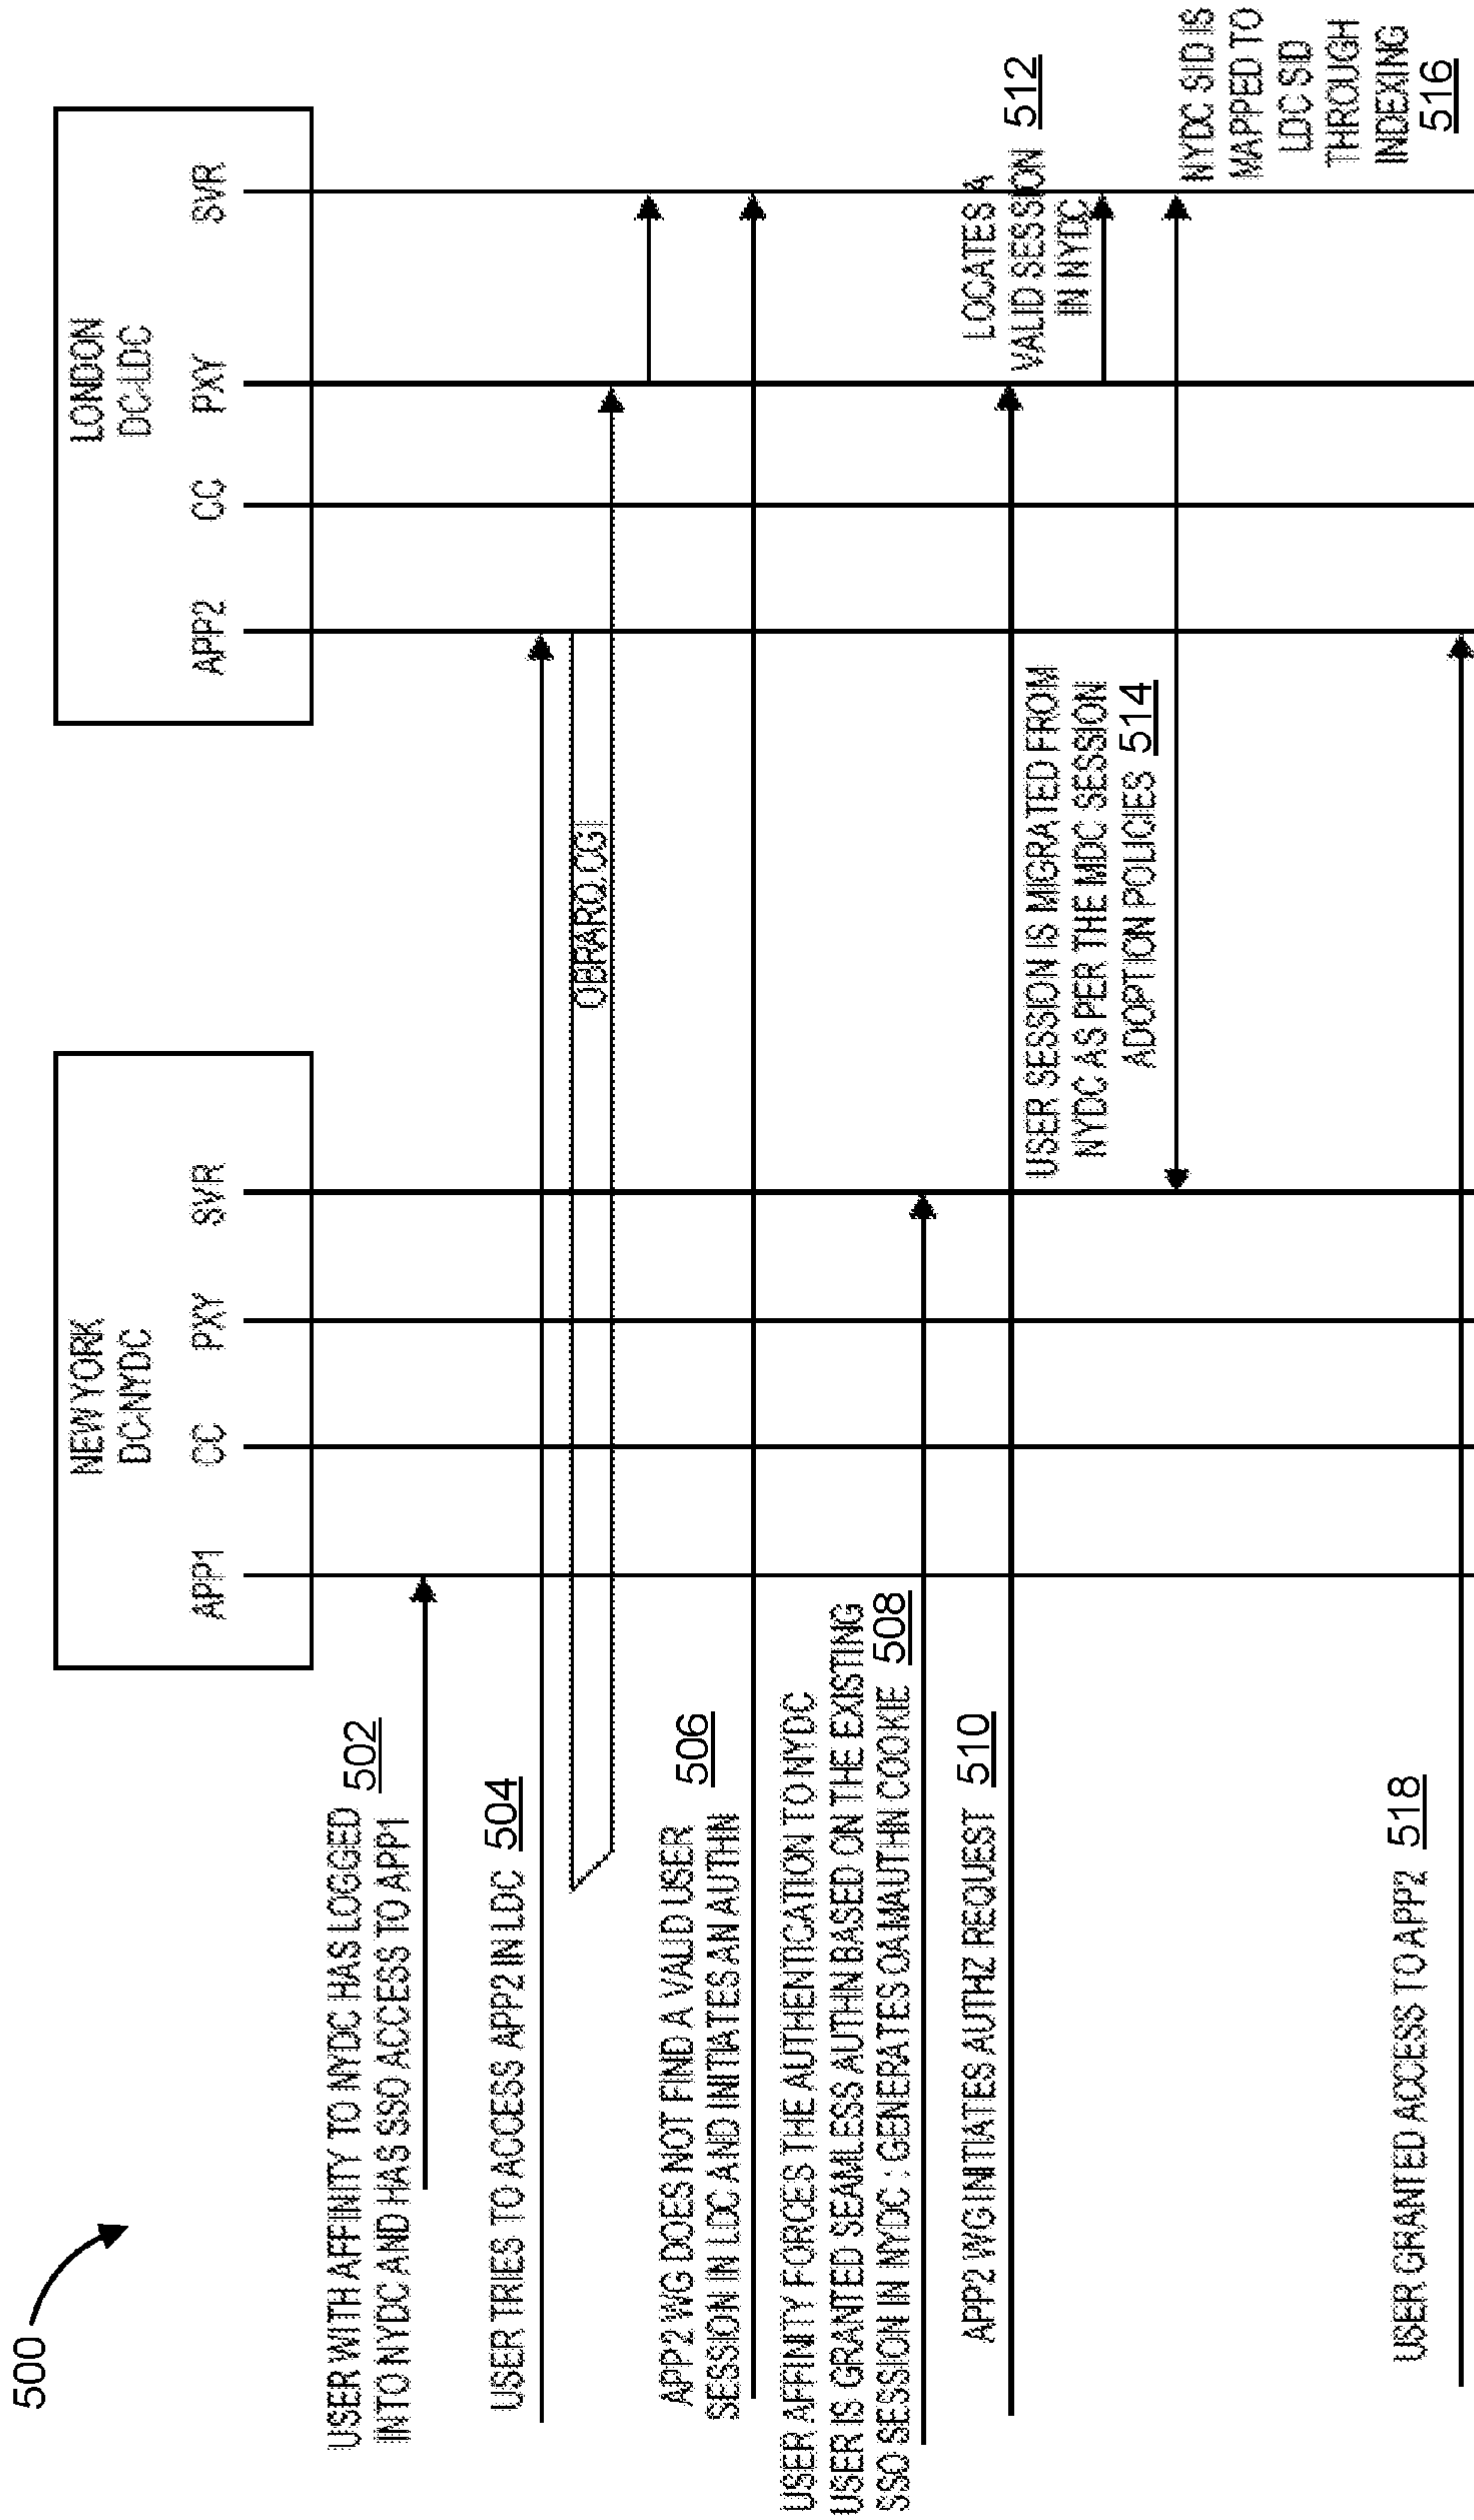 500
NEW YORK
DC-NYDC
APP1 CC PXY SVR
LONDON
DC-LDC
APP2 CC PXY SVR
USER WITH AFFINITY TO NYDC HAS LOGGED
INTO NYDC AND HAS SSO ACCESS TO APP1
502
USER TRIES TO ACCESS APP2 IN LDC 504
OBRARQ.CGI
APP2 WG DOES NOT FIND A VALID USER
SESSION IN LDC AND INITIATES AN AUTHN
506
USER AFFINITY FORCES THE AUTHENTICATION TO NYDC
USER IS GRANTED SEAMLESS AUTHN BASED ON THE EXISTING
SSO SESSION IN NYDC : GENERATES OAMAUTHN COOKIE 508
APP2 WG INITIATES AUTHZ REQUEST 510
LOCATES A
VALID SESSION
IN NYDC
512
USER SESSION IS MIGRATED FROM
NYDC AS PER THE MDC SESSION
ADOPTION POLICIES 514
NYDC SID IS
MAPPED TO
LDC SID
THROUGH
INDEXING
516
USER GRANTED ACCESS TO APP2 518